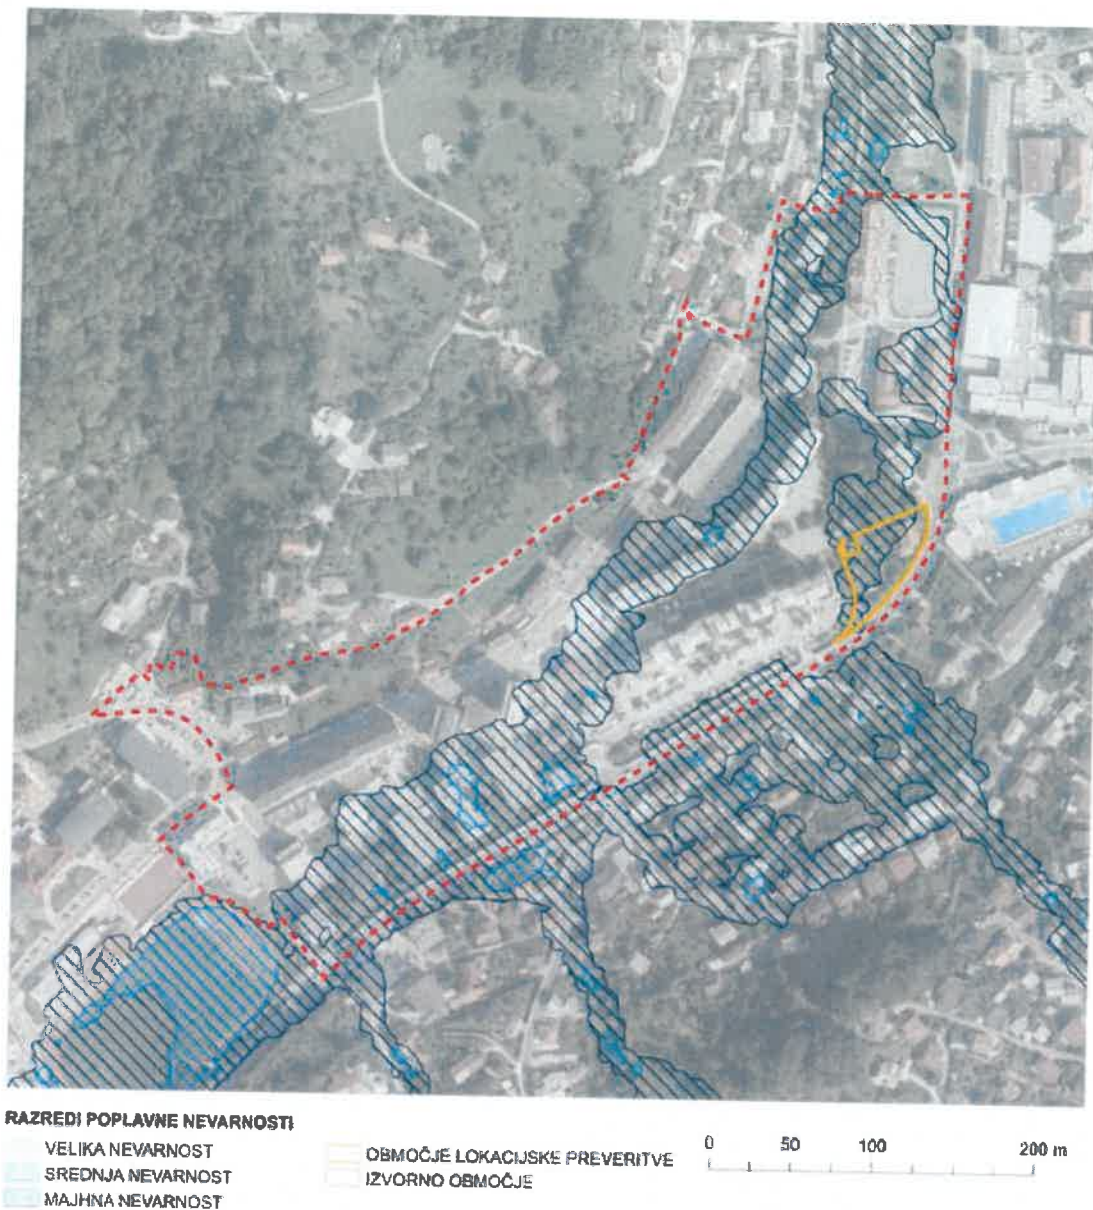 RAZREDI POPLAVNE NEVARNOSTI
VELIKA NEVARNOST
SREDNJA NEVARNOST
MAJHNA NEVARNOST
OBMOČJE LOKACIJSKE PREVERITVE
IZVORNO OBMOČJE
0 50 100 200 m